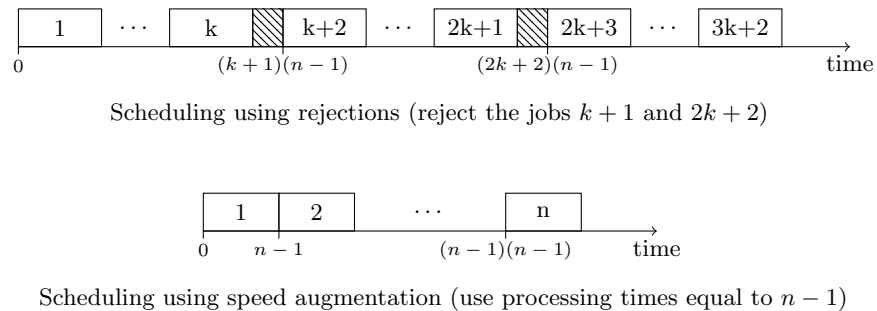 1 ⋯ k k+2 ⋯ 2k+1 2k+3 ⋯ 3k+2
0 (k+1)(n−1) (2k+2)(n−1) time
Scheduling using rejections (reject the jobs k+1 and 2k+2)
1 2 ⋯ n
0 n−1 (n−1)(n−1) time
Scheduling using speed augmentation (use processing times equal to n−1)